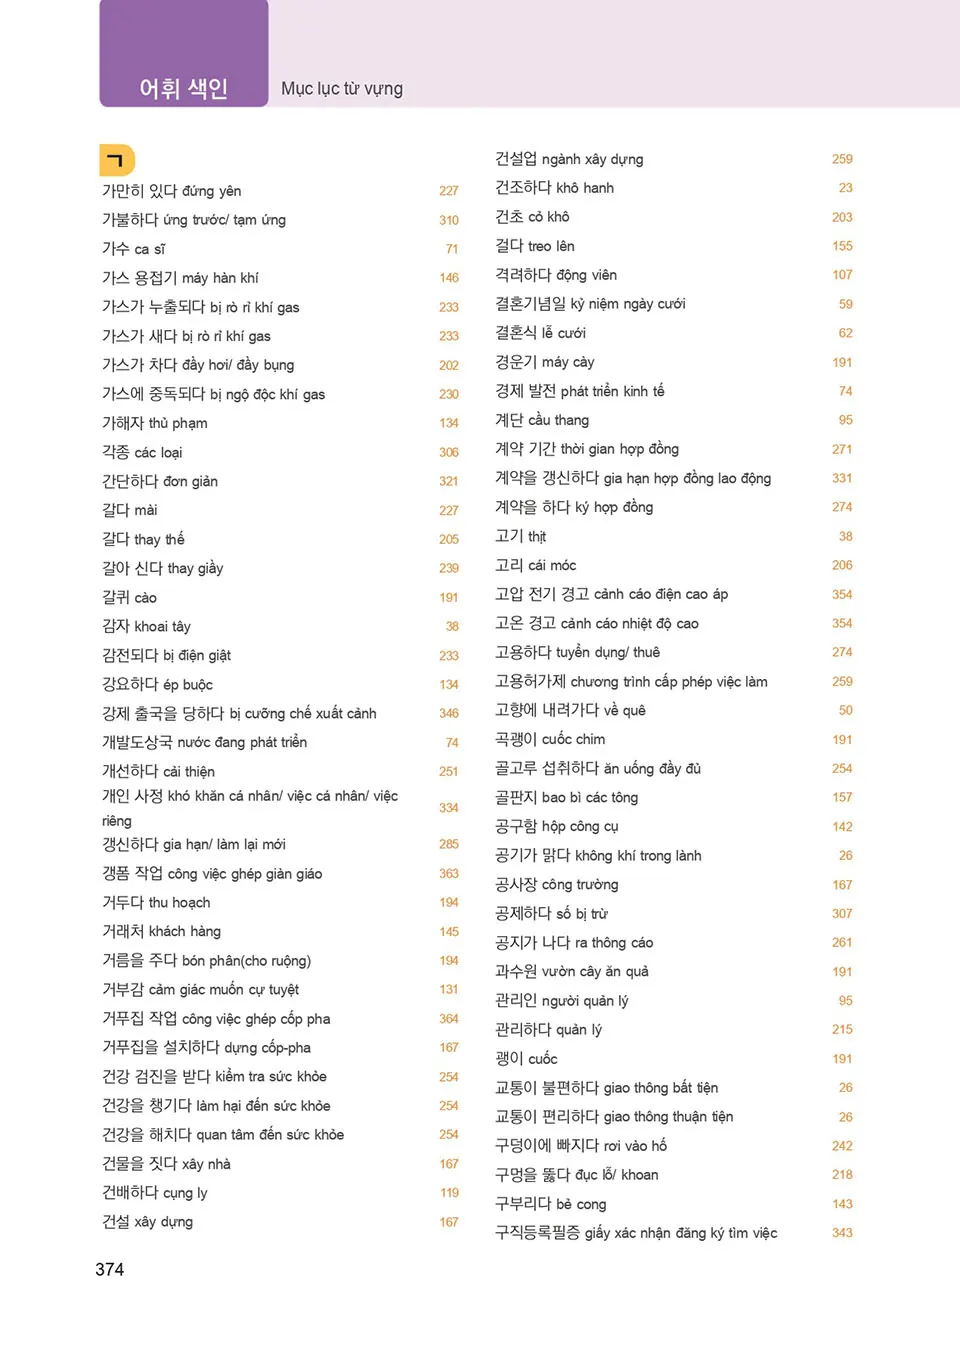 어휘 색인 Mục lục từ vựng
ㄱ
가만히 있다 đứng yên 227
가불하다 ứng trước/ tạm ứng 310
가수 ca sĩ 71
가스 용접기 máy hàn khí 146
가스가 누출되다 bị rò rỉ khí gas 233
가스가 새다 bị rò rỉ khí gas 233
가스가 차다 đầy hơi/ đầy bụng 202
가스에 중독되다 bị ngộ độc khí gas 230
가해자 thủ phạm 134
각종 các loại 306
간단하다 đơn giản 321
갈다 mài 227
갈다 thay thế 205
갈아 신다 thay giầy 239
갈퀴 cào 191
감자 khoai tây 38
감전되다 bị điện giật 233
강요하다 ép buộc 134
강제 출국을 당하다 bị cưỡng chế xuất cảnh 346
개발도상국 nước đang phát triển 74
개선하다 cải thiện 251
개인 사정 khó khăn cá nhân/ việc cá nhân/ việc
riêng 334
갱신하다 gia hạn/ làm lại mới 285
갱폼 작업 công việc ghép giàn giáo 363
거두다 thu hoạch 194
거래처 khách hàng 145
거름을 주다 bón phân(cho ruộng) 194
거부감 cảm giác muốn cự tuyệt 131
거푸집 작업 công việc ghép cốp pha 364
거푸집을 설치하다 dựng cốp-pha 167
건강 검진을 받다 kiểm tra sức khỏe 254
건강을 챙기다 làm hại đến sức khỏe 254
건강을 해치다 quan tâm đến sức khỏe 254
건물을 짓다 xây nhà 167
건배하다 cụng ly 119
건설 xây dựng 167
건설업 ngành xây dựng 259
건조하다 khô hanh 23
건초 cỏ khô 203
걸다 treo lên 155
격려하다 động viên 107
결혼기념일 kỷ niệm ngày cưới 59
결혼식 lễ cưới 62
경운기 máy cày 191
경제 발전 phát triển kinh tế 74
계단 cầu thang 95
계약 기간 thời gian hợp đồng 271
계약을 갱신하다 gia hạn hợp đồng lao động 331
계약을 하다 ký hợp đồng 274
고기 thịt 38
고리 cái móc 206
고압 전기 경고 cảnh cáo điện cao áp 354
고온 경고 cảnh cáo nhiệt độ cao 354
고용하다 tuyển dụng/ thuê 274
고용허가제 chương trình cấp phép việc làm 259
고향에 내려가다 về quê 50
곡괭이 cuốc chim 191
골고루 섭취하다 ăn uống đầy đủ 254
골판지 bao bì các tông 157
공구함 hộp công cụ 142
공기가 맑다 không khí trong lành 26
공사장 công trường 167
공제하다 số bị trừ 307
공지가 나다 ra thông cáo 261
과수원 vườn cây ăn quả 191
관리인 người quản lý 95
관리하다 quản lý 215
괭이 cuốc 191
교통이 불편하다 giao thông bất tiện 26
교통이 편리하다 giao thông thuận tiện 26
구덩이에 빠지다 rơi vào hố 242
구멍을 뚫다 đục lỗ/ khoan 218
구부리다 bẻ cong 143
구직등록필증 giấy xác nhận đăng ký tìm việc 343
374